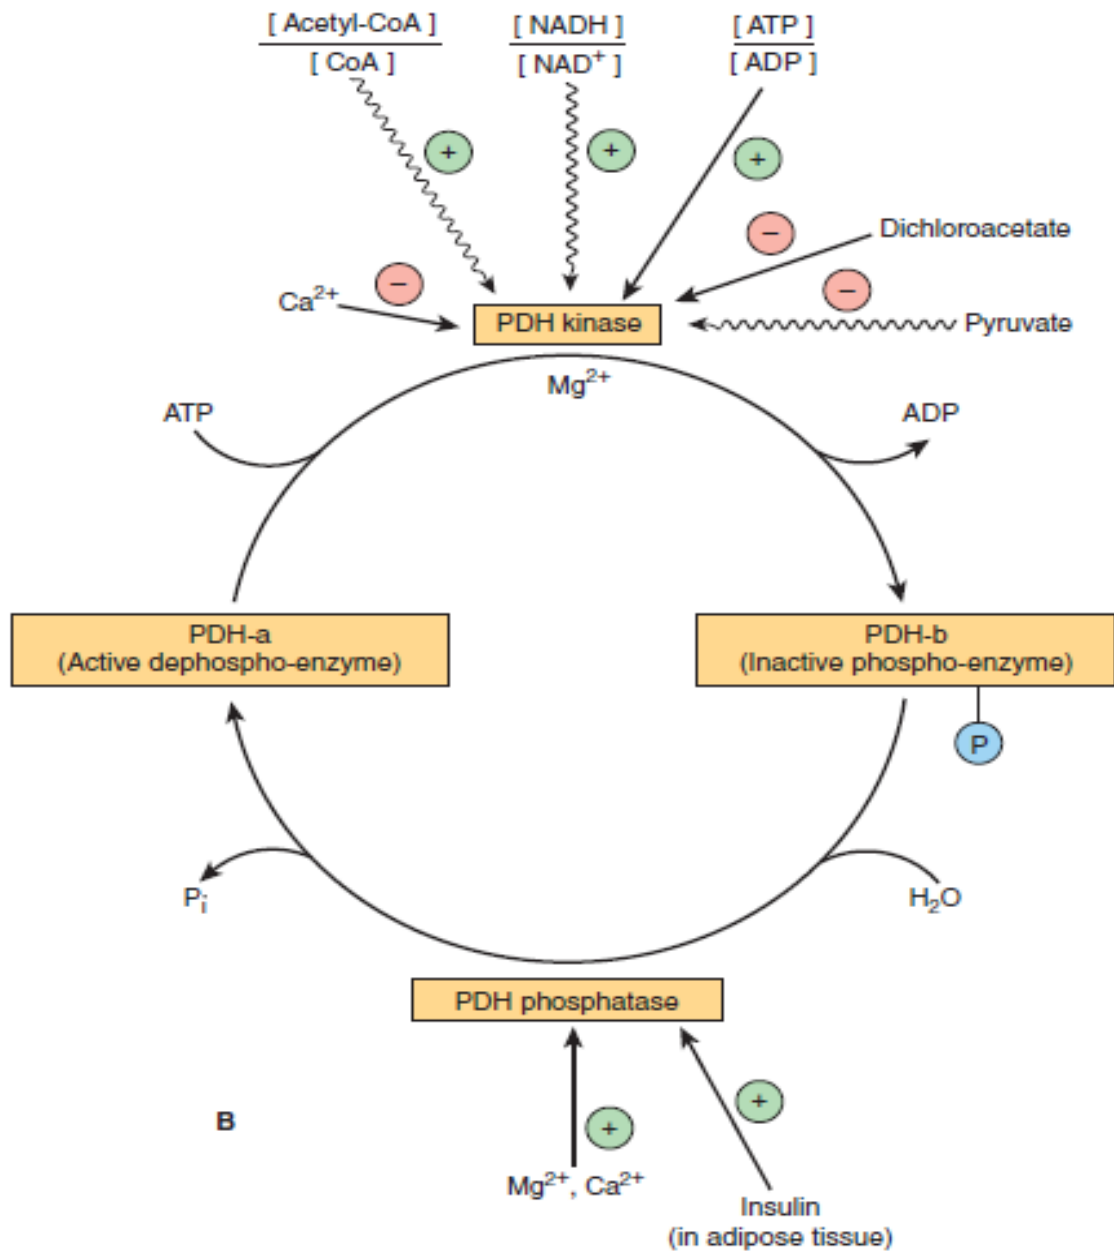 [ Acetyl-CoA ]
[ CoA ]
[ NADH ]
[ NAD⁺ ]
[ ATP ]
[ ADP ]
+
+
+
−
Dichloroacetate
−
−
Ca²⁺
PDH kinase
Pyruvate
Mg²⁺
ATP
ADP
PDH-a
(Active dephospho-enzyme)
PDH-b
(Inactive phospho-enzyme)
P
Pᵢ
H₂O
PDH phosphatase
B
+
+
Mg²⁺, Ca²⁺
Insulin
(in adipose tissue)